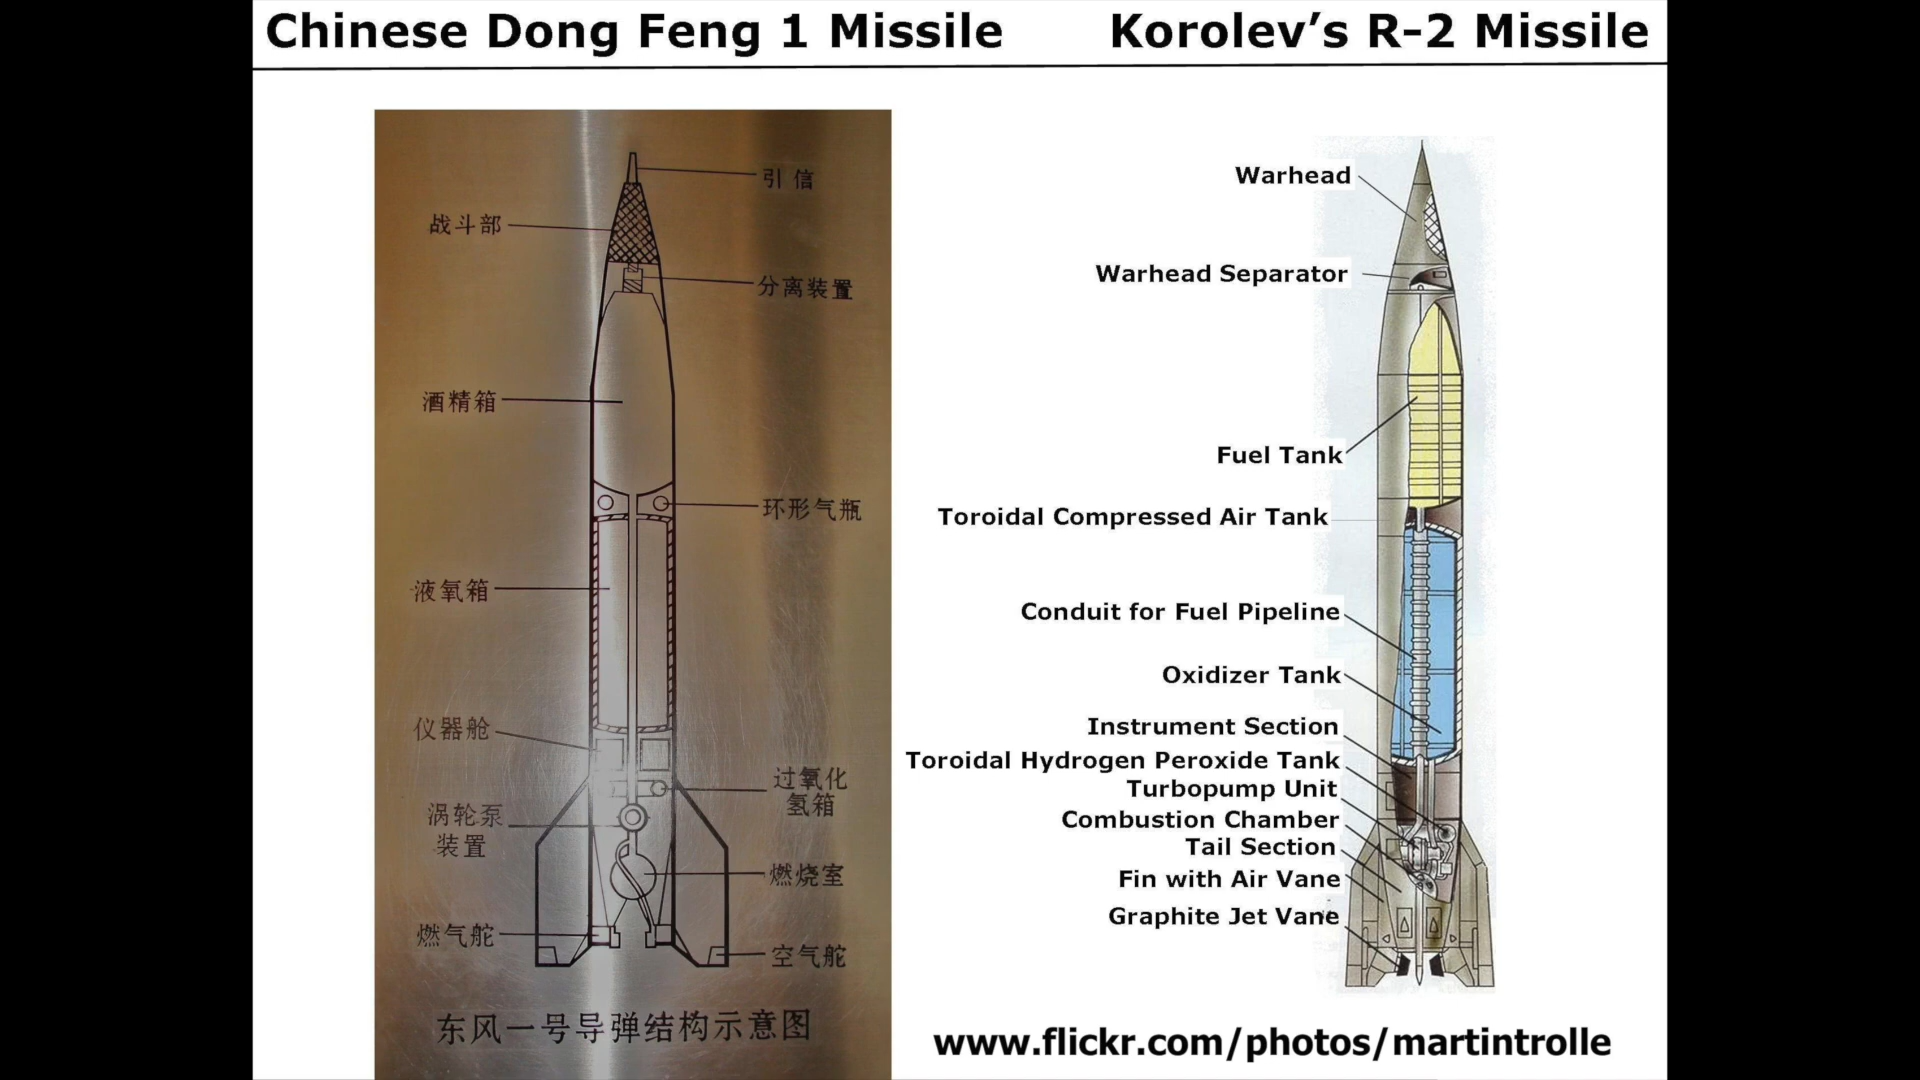 Chinese Dong Feng 1 Missile
Korolev's R-2 Missile
引信
战斗部
分离装置
酒精箱
环形气瓶
液氧箱
仪器舱
过氧化
氢箱
涡轮泵
装置
燃烧室
燃气舵
空气舵
东风一号导弹结构示意图
Warhead
Warhead Separator
Fuel Tank
Toroidal Compressed Air Tank
Conduit for Fuel Pipeline
Oxidizer Tank
Instrument Section
Toroidal Hydrogen Peroxide Tank
Turbopump Unit
Combustion Chamber
Tail Section
Fin with Air Vane
Graphite Jet Vane
www.flickr.com/photos/martintrolle